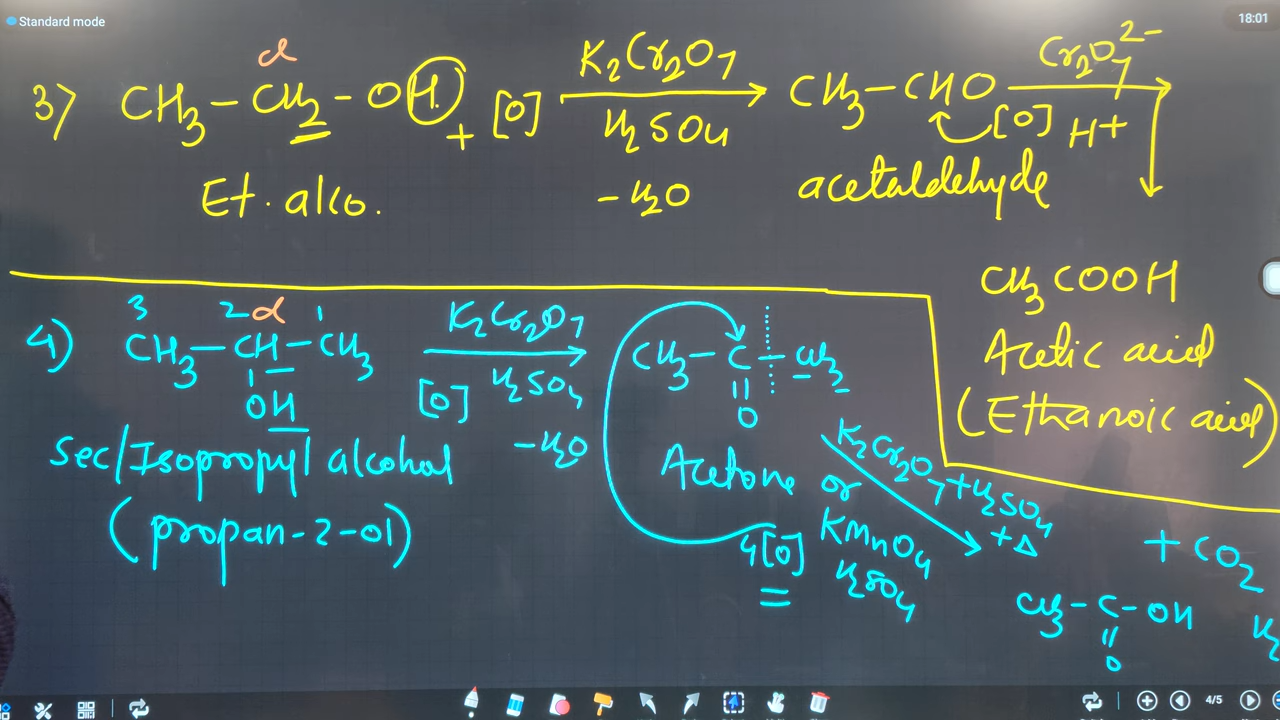 Standard mode
18:01
α
3) CH3-CH2-OH + [O] K2Cr2O7 H2SO4 -H2O CH3-CHO Cr2O7^2- [O] H+
Et. alco.
acetaldehyde
CH3COOH
Acetic acid
(Ethanoic acid)
3 2 α 1
4) CH3-CH-CH3 K2Cr2O7 [O] H2SO4 -H2O CH3-C-CH3
OH
O
Sec/Isopropyl alcohol
(propan-2-ol)
Acetone or
K2Cr2O7+H2SO4
+Δ
4[O]
KMnO4
H2SO4
+ CO2
CH3-C-OH
O
H2
4/5